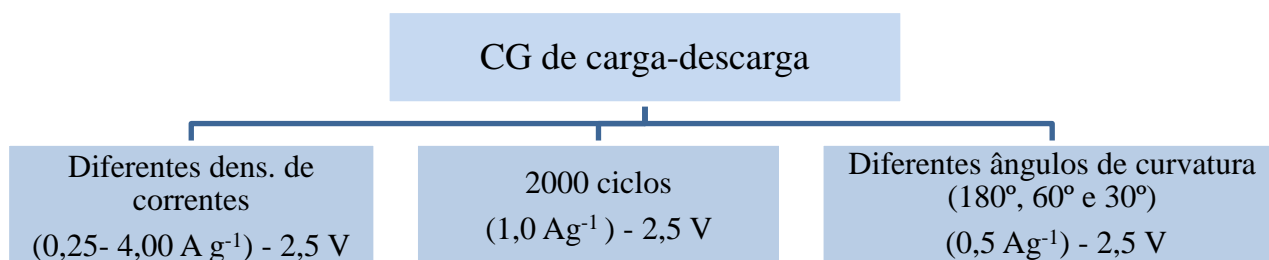 CG de carga-descarga
Diferentes dens. de
correntes
(0,25- 4,00 A g⁻¹) - 2,5 V
2000 ciclos
(1,0 Ag⁻¹ ) - 2,5 V
Diferentes ângulos de curvatura
(180º, 60º e 30º)
(0,5 Ag⁻¹) - 2,5 V